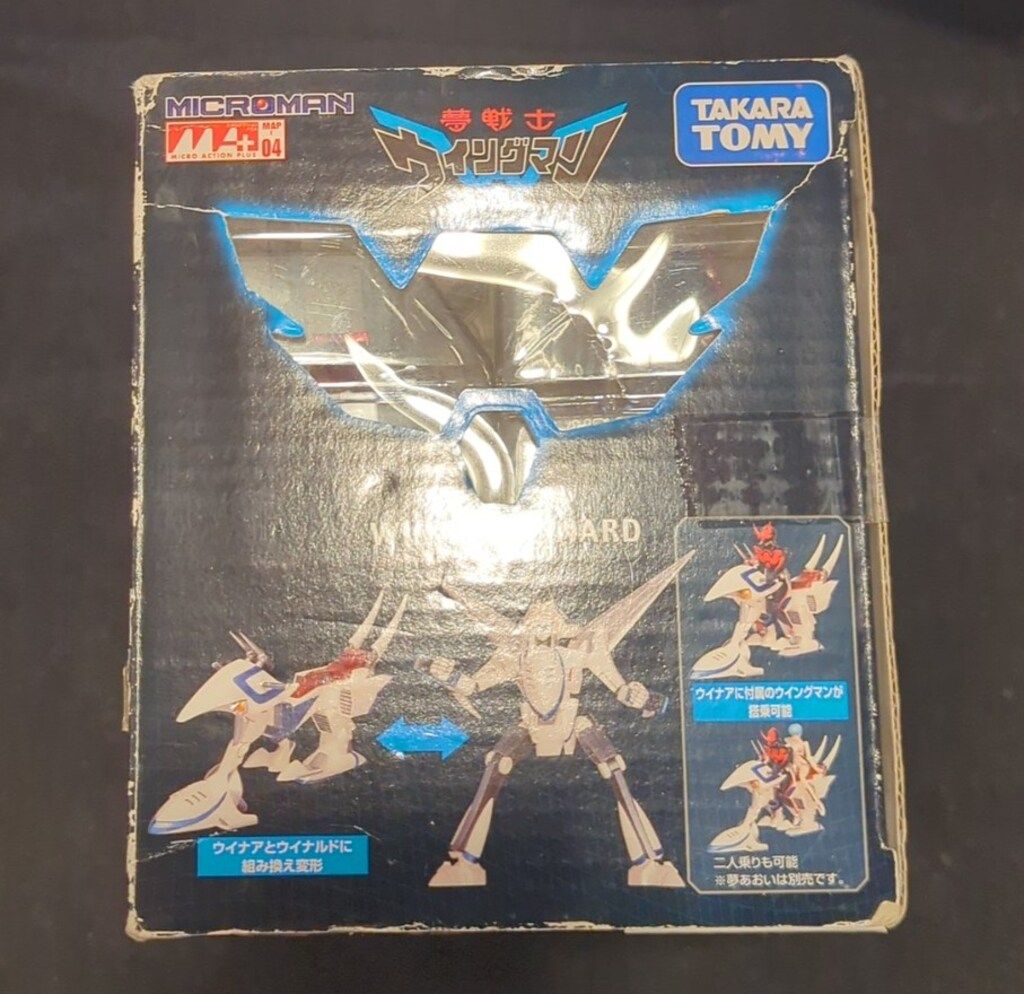 MICROMAN
MA+
MICRO ACTION PLUS
MAP
04
夢戦士
ウイングマン
TAKARA
TOMY
ARD
ウイナアに付属のウイングマンが
搭乗可能
ウイナアとウイナルドに
組み換え変形
二人乗りも可能
※夢あおいは別売です。